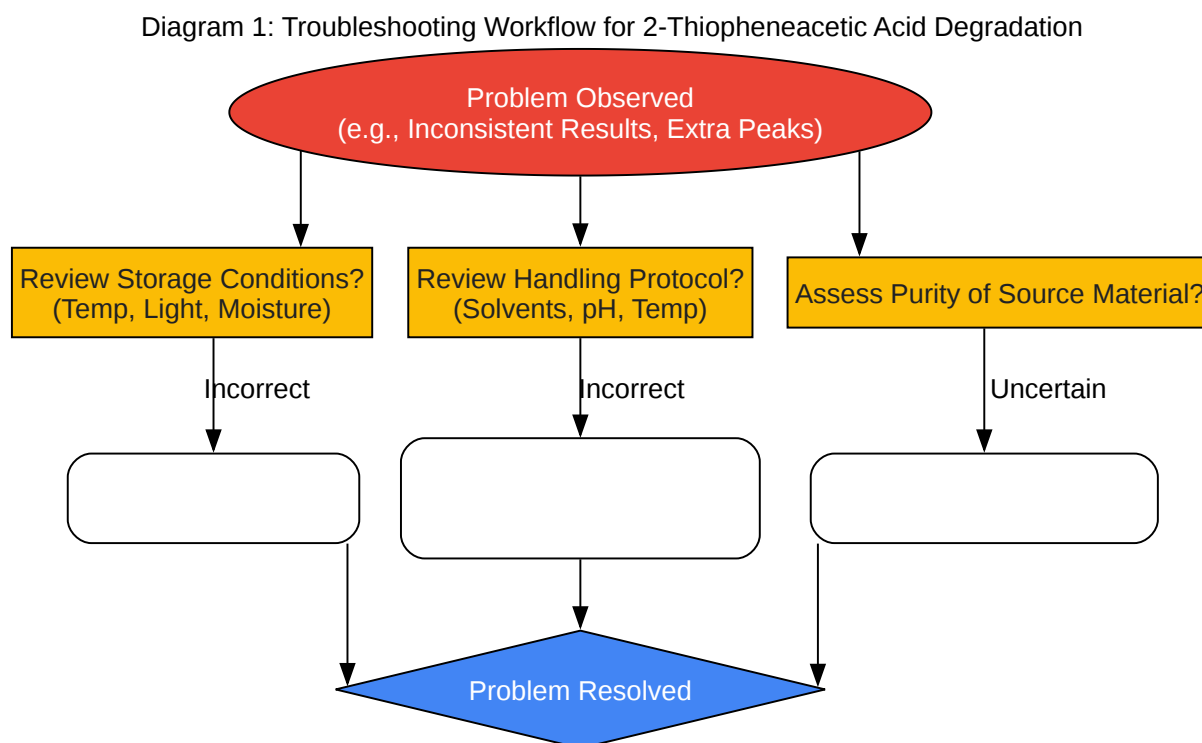 Diagram 1: Troubleshooting Workflow for 2-Thiopheneacetic Acid Degradation
Problem Observed
(e.g., Inconsistent Results, Extra Peaks)
Review Storage Conditions?
(Temp, Light, Moisture)
Review Handling Protocol?
(Solvents, pH, Temp)
Assess Purity of Source Material?
Incorrect
Incorrect
Uncertain
Problem Resolved